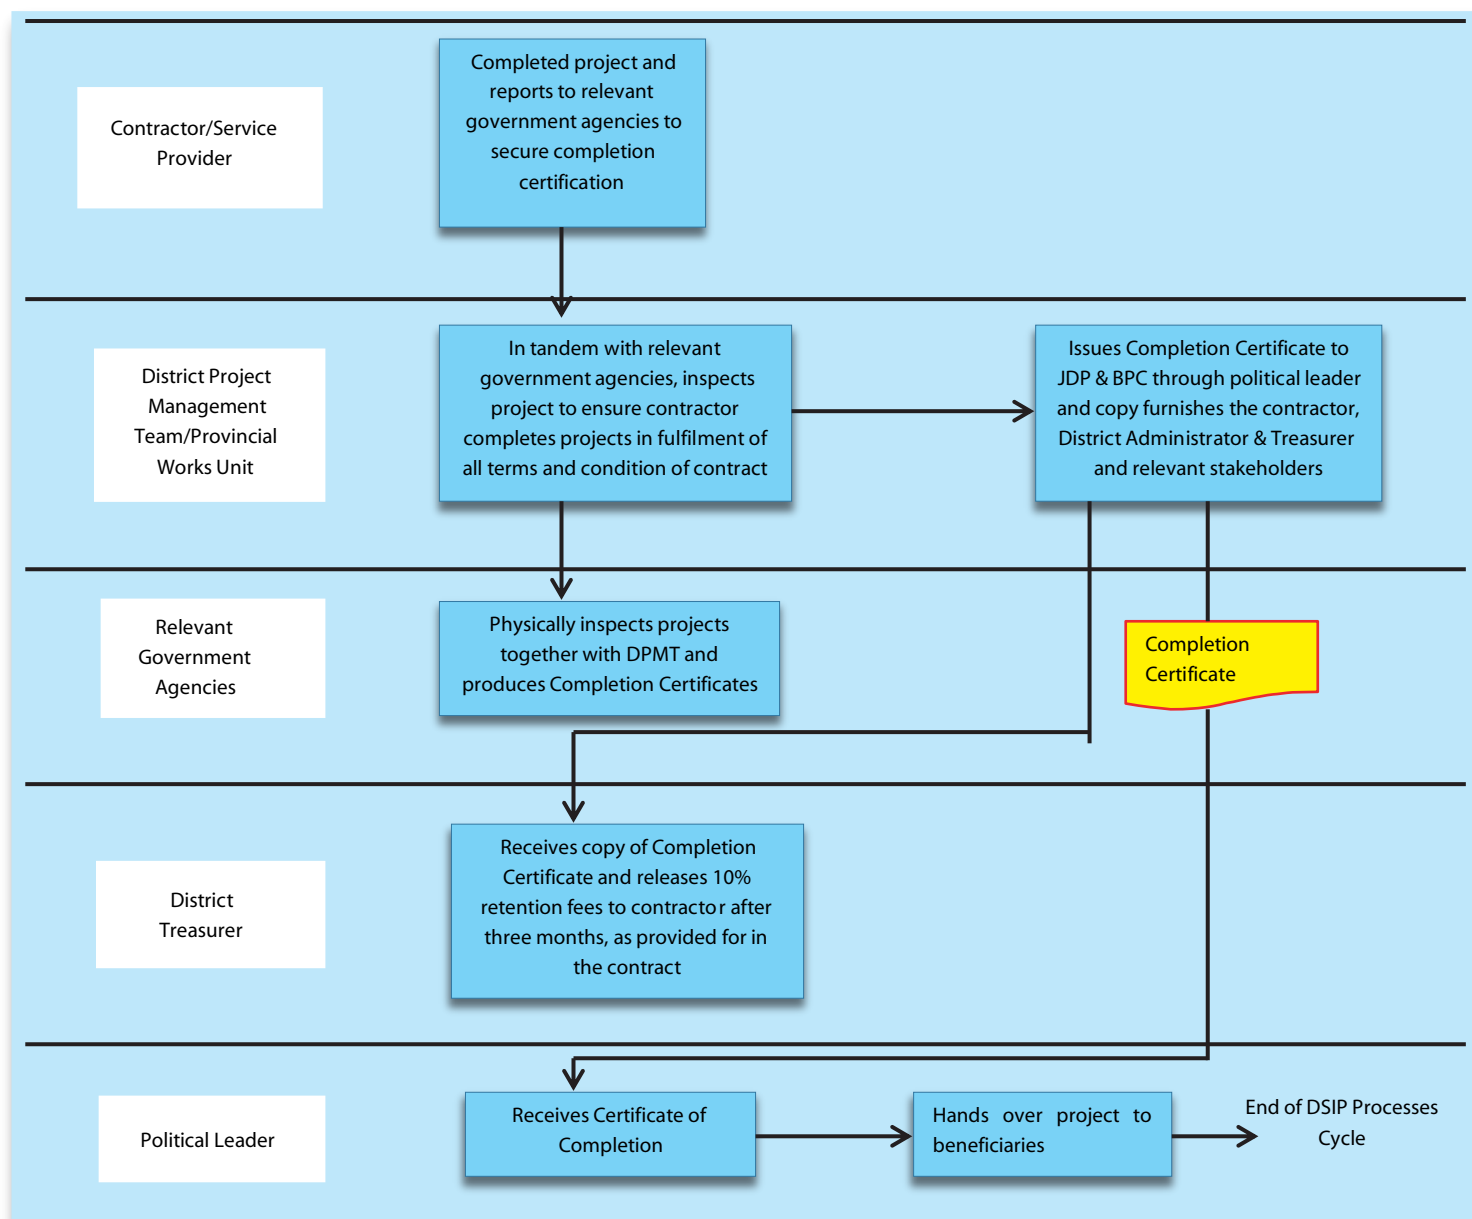 Contractor/Service
Provider
Completed project and
reports to relevant
government agencies to
secure completion
certification
District Project
Management
Team/Provincial
Works Unit
In tandem with relevant
government agencies, inspects
project to ensure contractor
completes projects in fulfilment of
all terms and condition of contract
Issues Completion Certificate to
JDP & BPC through political leader
and copy furnishes the contractor,
District Administrator & Treasurer
and relevant stakeholders
Relevant
Government
Agencies
Physically inspects projects
together with DPMT and
produces Completion Certificates
Completion
Certificate
District
Treasurer
Receives copy of Completion
Certificate and releases 10%
retention fees to contractor after
three months, as provided for in
the contract
Political Leader
Receives Certificate of
Completion
Hands over project to
beneficiaries
End of DSIP Processes
Cycle